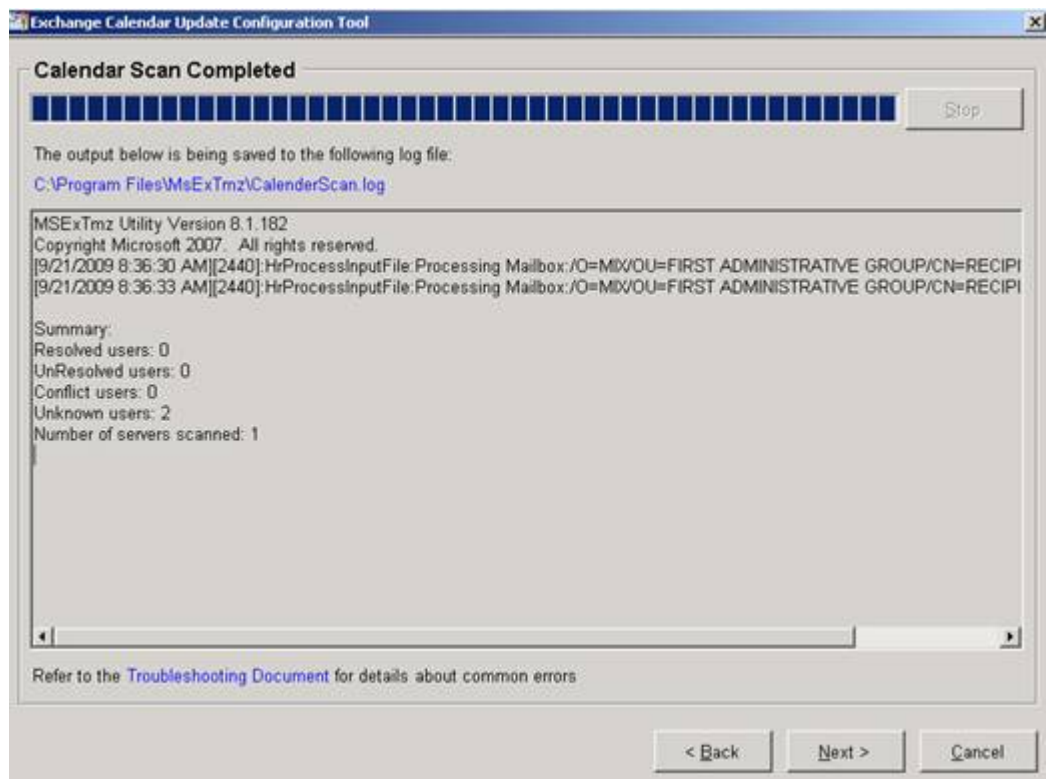 Exchange Calendar Update Configuration Tool
Calendar Scan Completed
Stop
The output below is being saved to the following log file:
C:\Program Files\MsExTmz\CalenderScan.log
MSExTmz Utility Version 8.1.182
Copyright Microsoft 2007. All rights reserved.
[9/21/2009 8:36:30 AM][2440]:HrProcessInputFile:Processing Mailbox:/O=MIX/OU=FIRST ADMINISTRATIVE GROUP/CN=RECIPI
[9/21/2009 8:36:33 AM][2440]:HrProcessInputFile:Processing Mailbox:/O=MIX/OU=FIRST ADMINISTRATIVE GROUP/CN=RECIPI
Summary:
Resolved users: 0
UnResolved users: 0
Conflict users: 0
Unknown users: 2
Number of servers scanned: 1
Refer to the Troubleshooting Document for details about common errors
< Back
Next >
Cancel